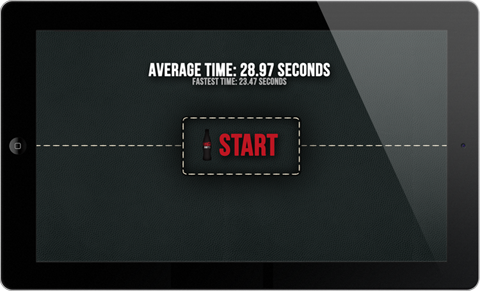 AVERAGE TIME: 28.97 SECONDS
FASTEST TIME: 23.47 SECONDS
START